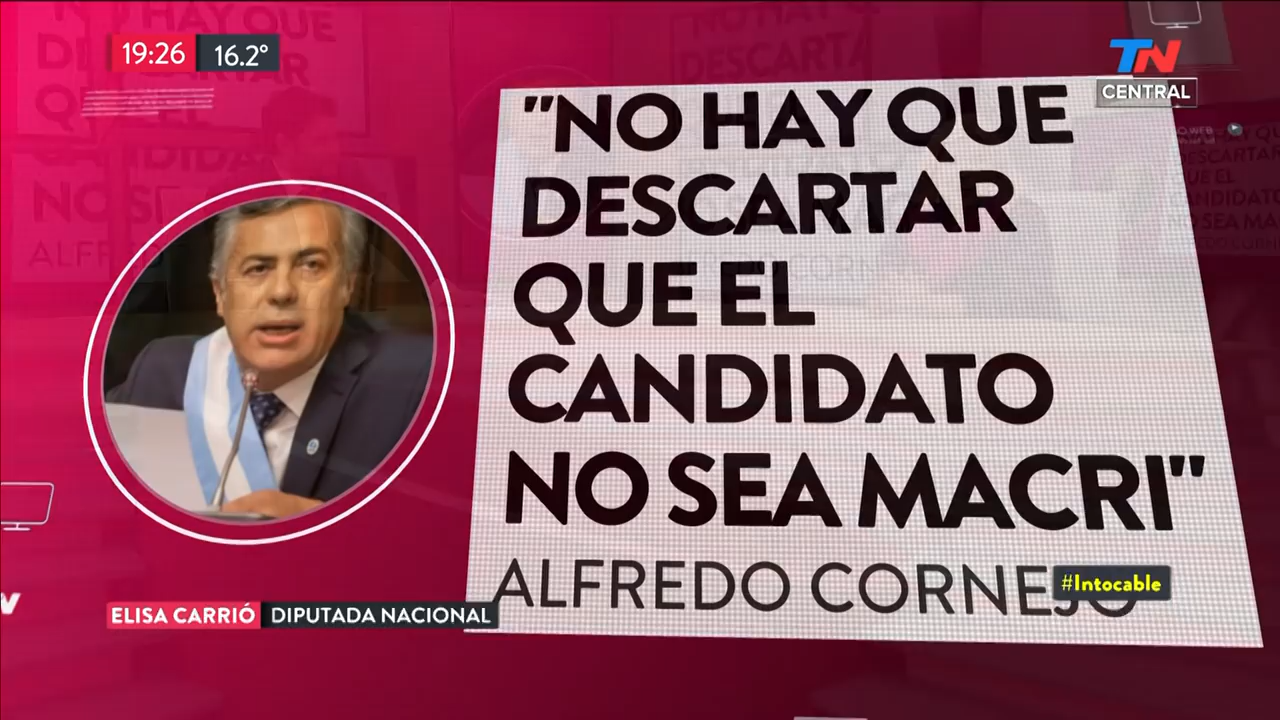 19:26 16.2°
TN
CENTRAL
"NO HAY QUE
DESCARTAR
QUE EL
CANDIDATO
NO SEA MACRI"
ALFREDO CORNEJO
#Intocable
ELISA CARRIÓ DIPUTADA NACIONAL